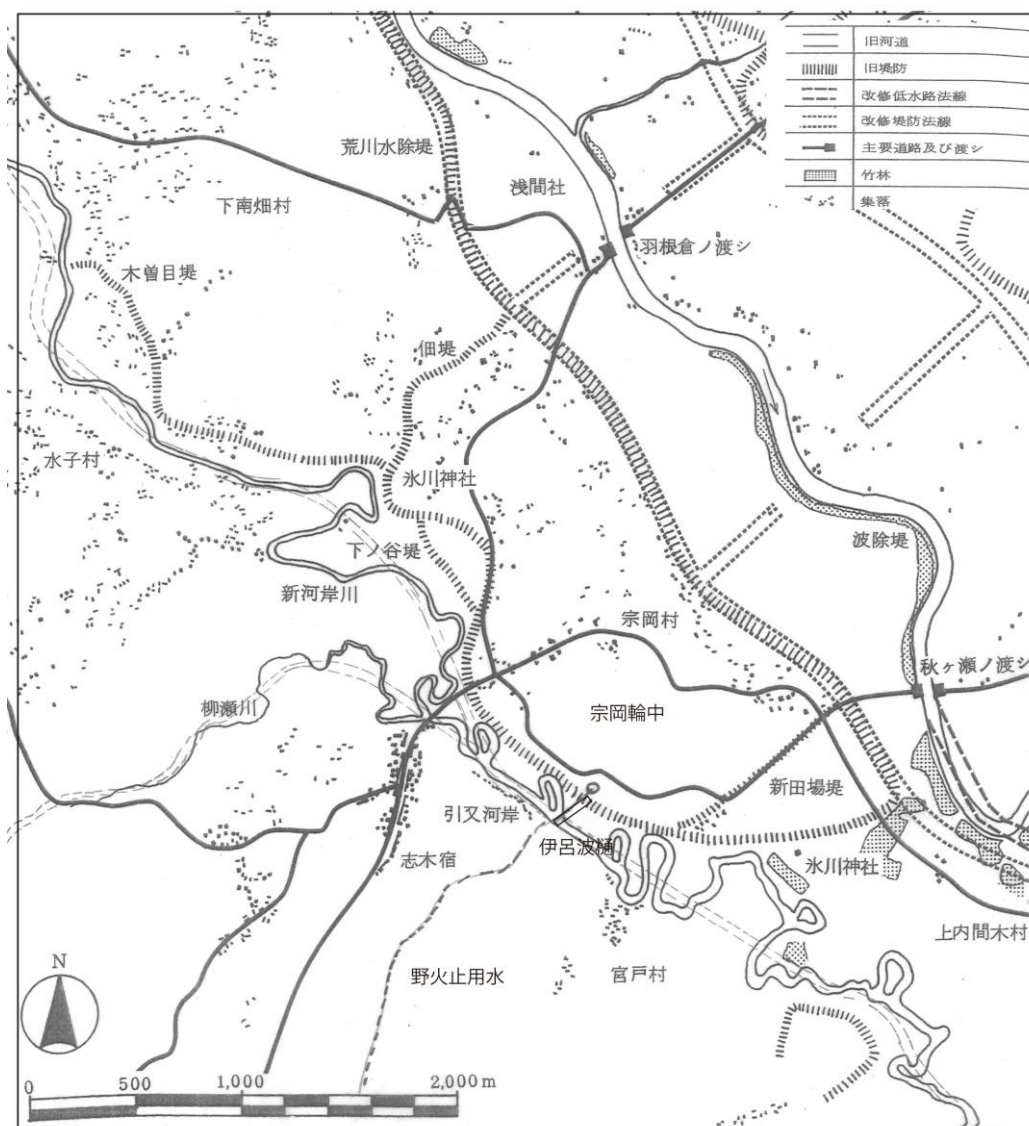 旧河道
旧堤防
改修低水路法線
改修堤防法線
主要道路及び渡シ
竹林
集落
荒川水除堤
浅間社
下南畑村
羽根倉ノ渡シ
木曽目堤
佃堤
水子村
氷川神社
下ノ谷堤
波除堤
新河岸川
宗岡村
秋ヶ瀬ノ渡シ
柳瀬川
宗岡輪中
新田場堤
引又河岸
伊呂波樋
志木宿
氷川神社
上内間木村
野火止用水
宮戸村
N
0 500 1,000 2,000m